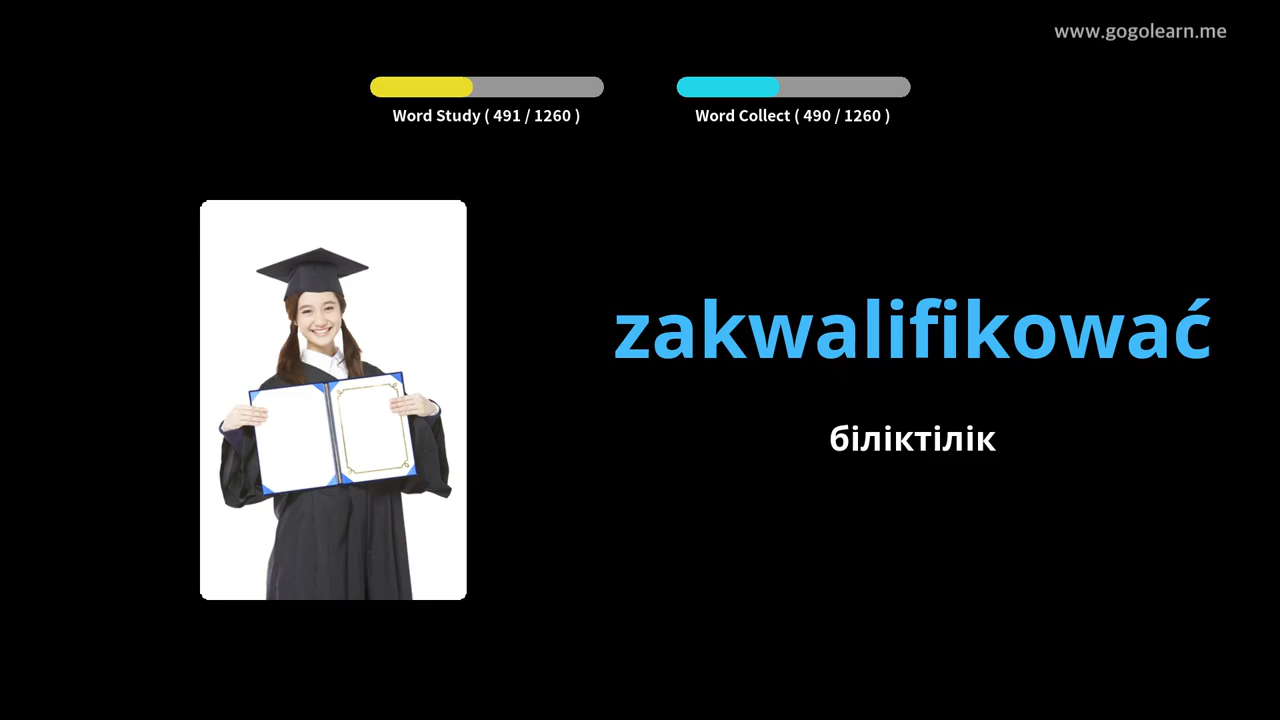 www.gogolearn.me
Word Study ( 491 / 1260 )
Word Collect ( 490 / 1260 )
zakwalifikować
біліктілік